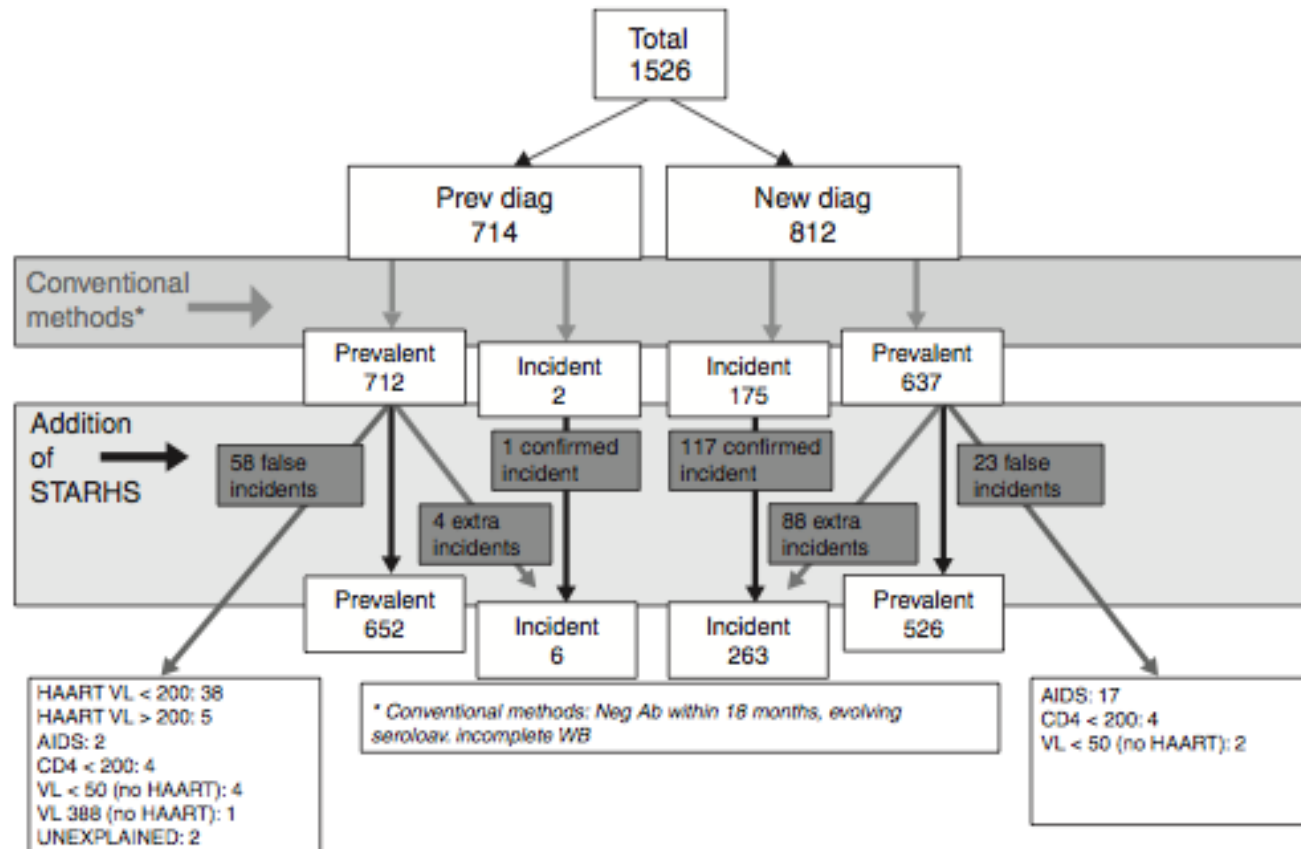 Total
1526
Prev diag
714
New diag
812
Conventional
methods*
Prevalent
712
Incident
2
Incident
175
Prevalent
637
Addition
of
STARHS
58 false
incidents
1 confirmed
incident
117 confirmed
incident
23 false
incidents
4 extra
incidents
88 extra
incidents
Prevalent
652
Incident
6
Incident
263
Prevalent
526
HAART VL < 200: 38
HAART VL > 200: 5
AIDS: 2
CD4 < 200: 4
VL < 50 (no HAART): 4
VL 388 (no HAART): 1
UNEXPLAINED: 2
* Conventional methods: Neg Ab within 18 months, evolving
seroloav. incomplete WB
AIDS: 17
CD4 < 200: 4
VL < 50 (no HAART): 2